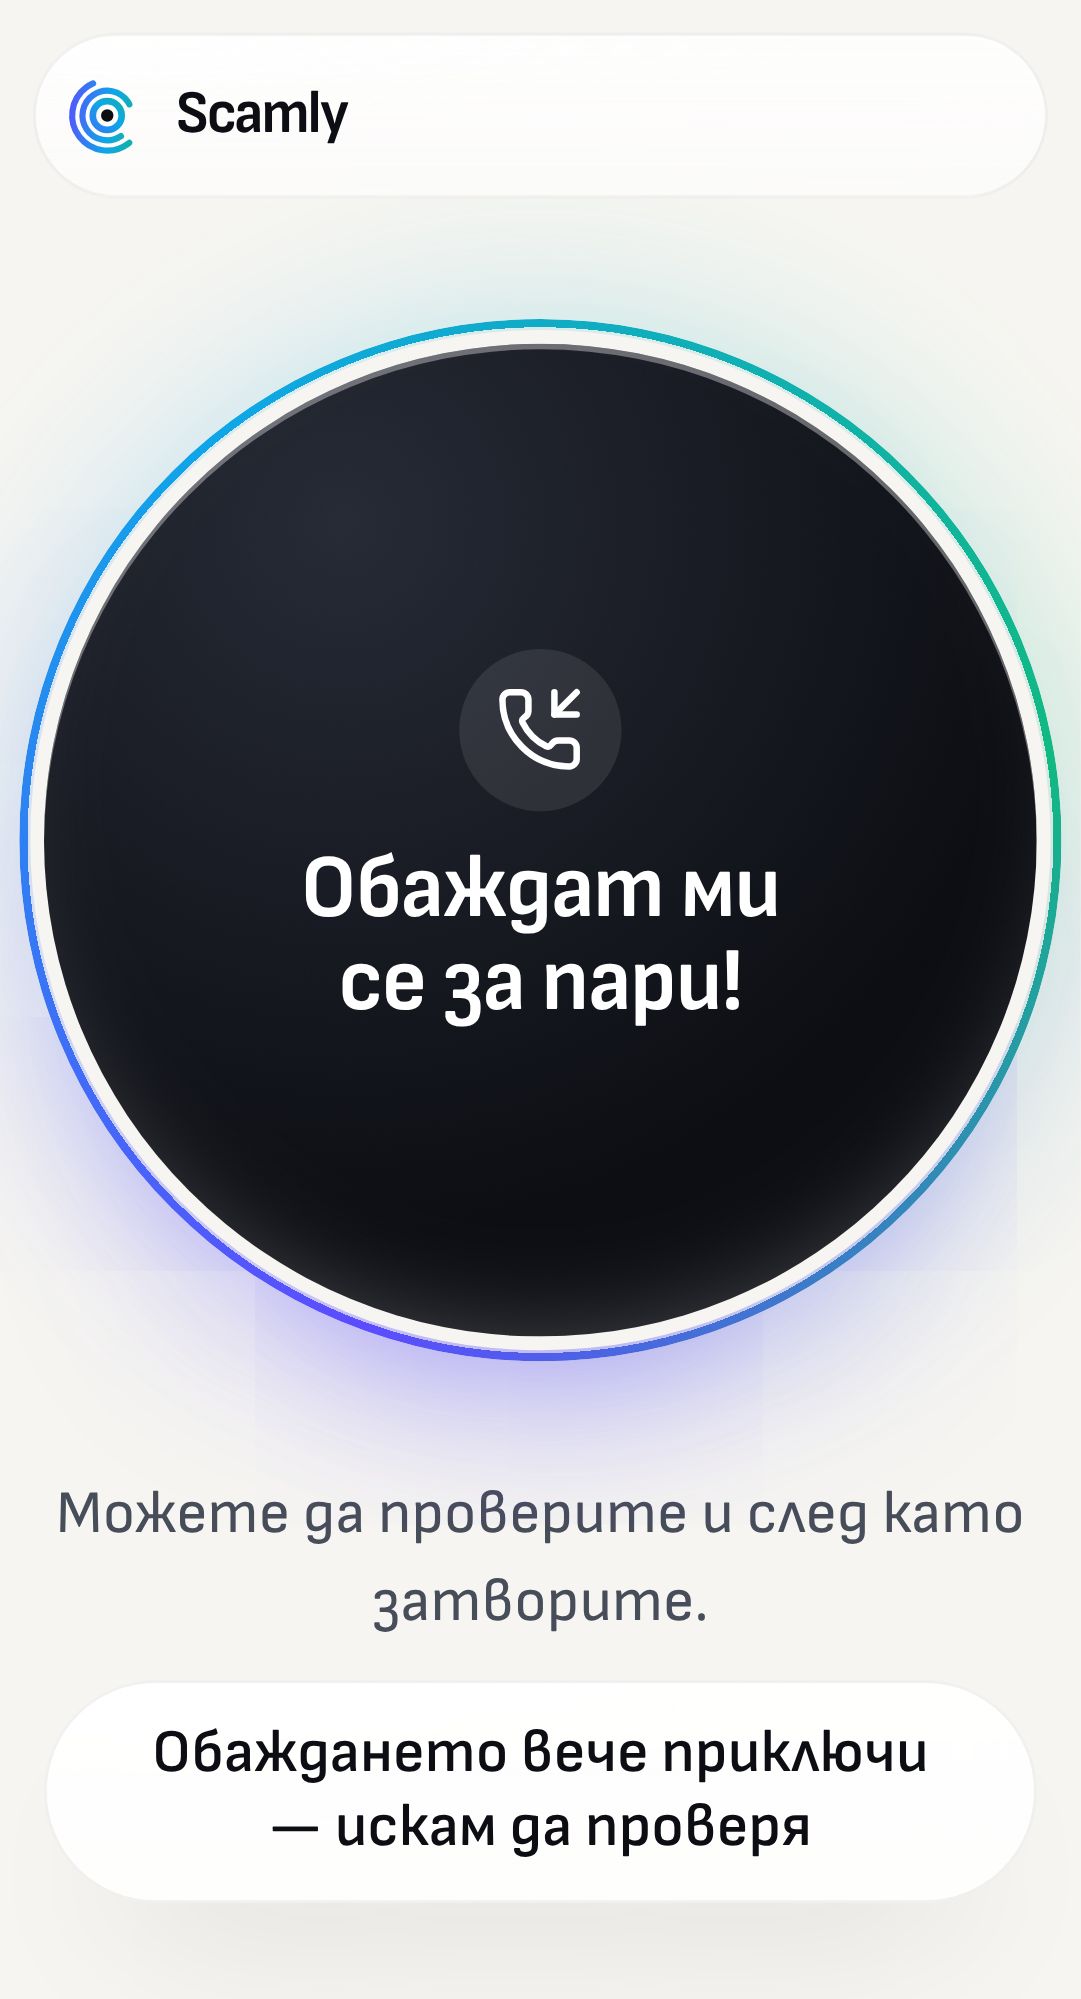 Scamly
Обаждат ми
се за пари!
Можете да проверите и след като
затворите.
Обаждането вече приключи
— искам да проверя